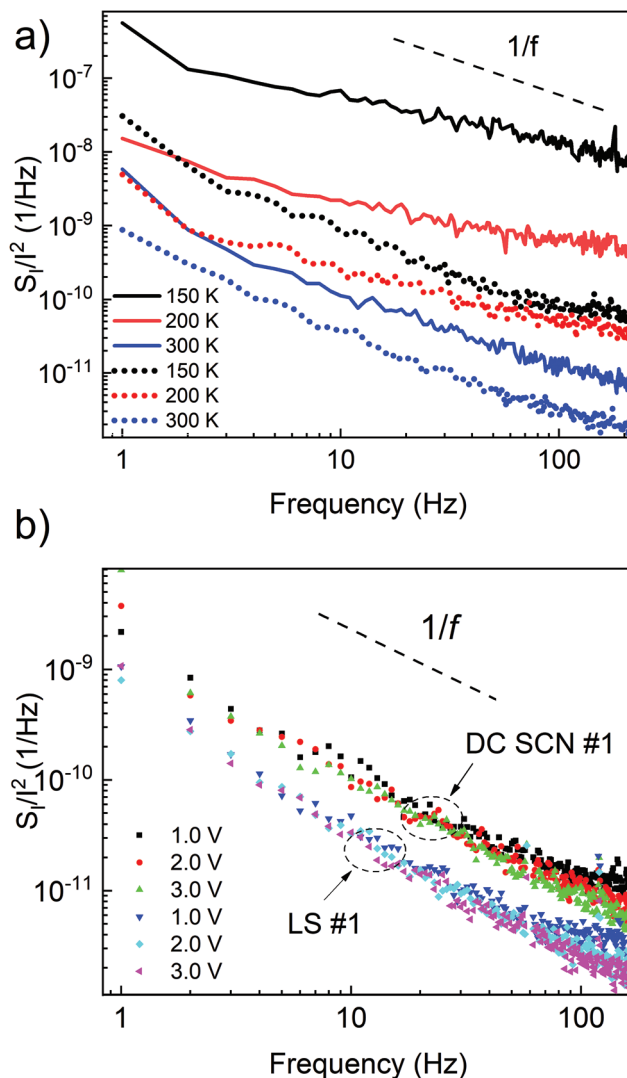 a)
S_I/I² (1/Hz)
10⁻⁷
10⁻⁸
10⁻⁹
10⁻¹⁰
10⁻¹¹
1/f
150 K
200 K
300 K
150 K
200 K
300 K
1 10 100
Frequency (Hz)
b)
S_I/I² (1/Hz)
10⁻⁹
10⁻¹⁰
10⁻¹¹
1/f
DC SCN #1
LS #1
1.0 V
2.0 V
3.0 V
1.0 V
2.0 V
3.0 V
1 10 100
Frequency (Hz)